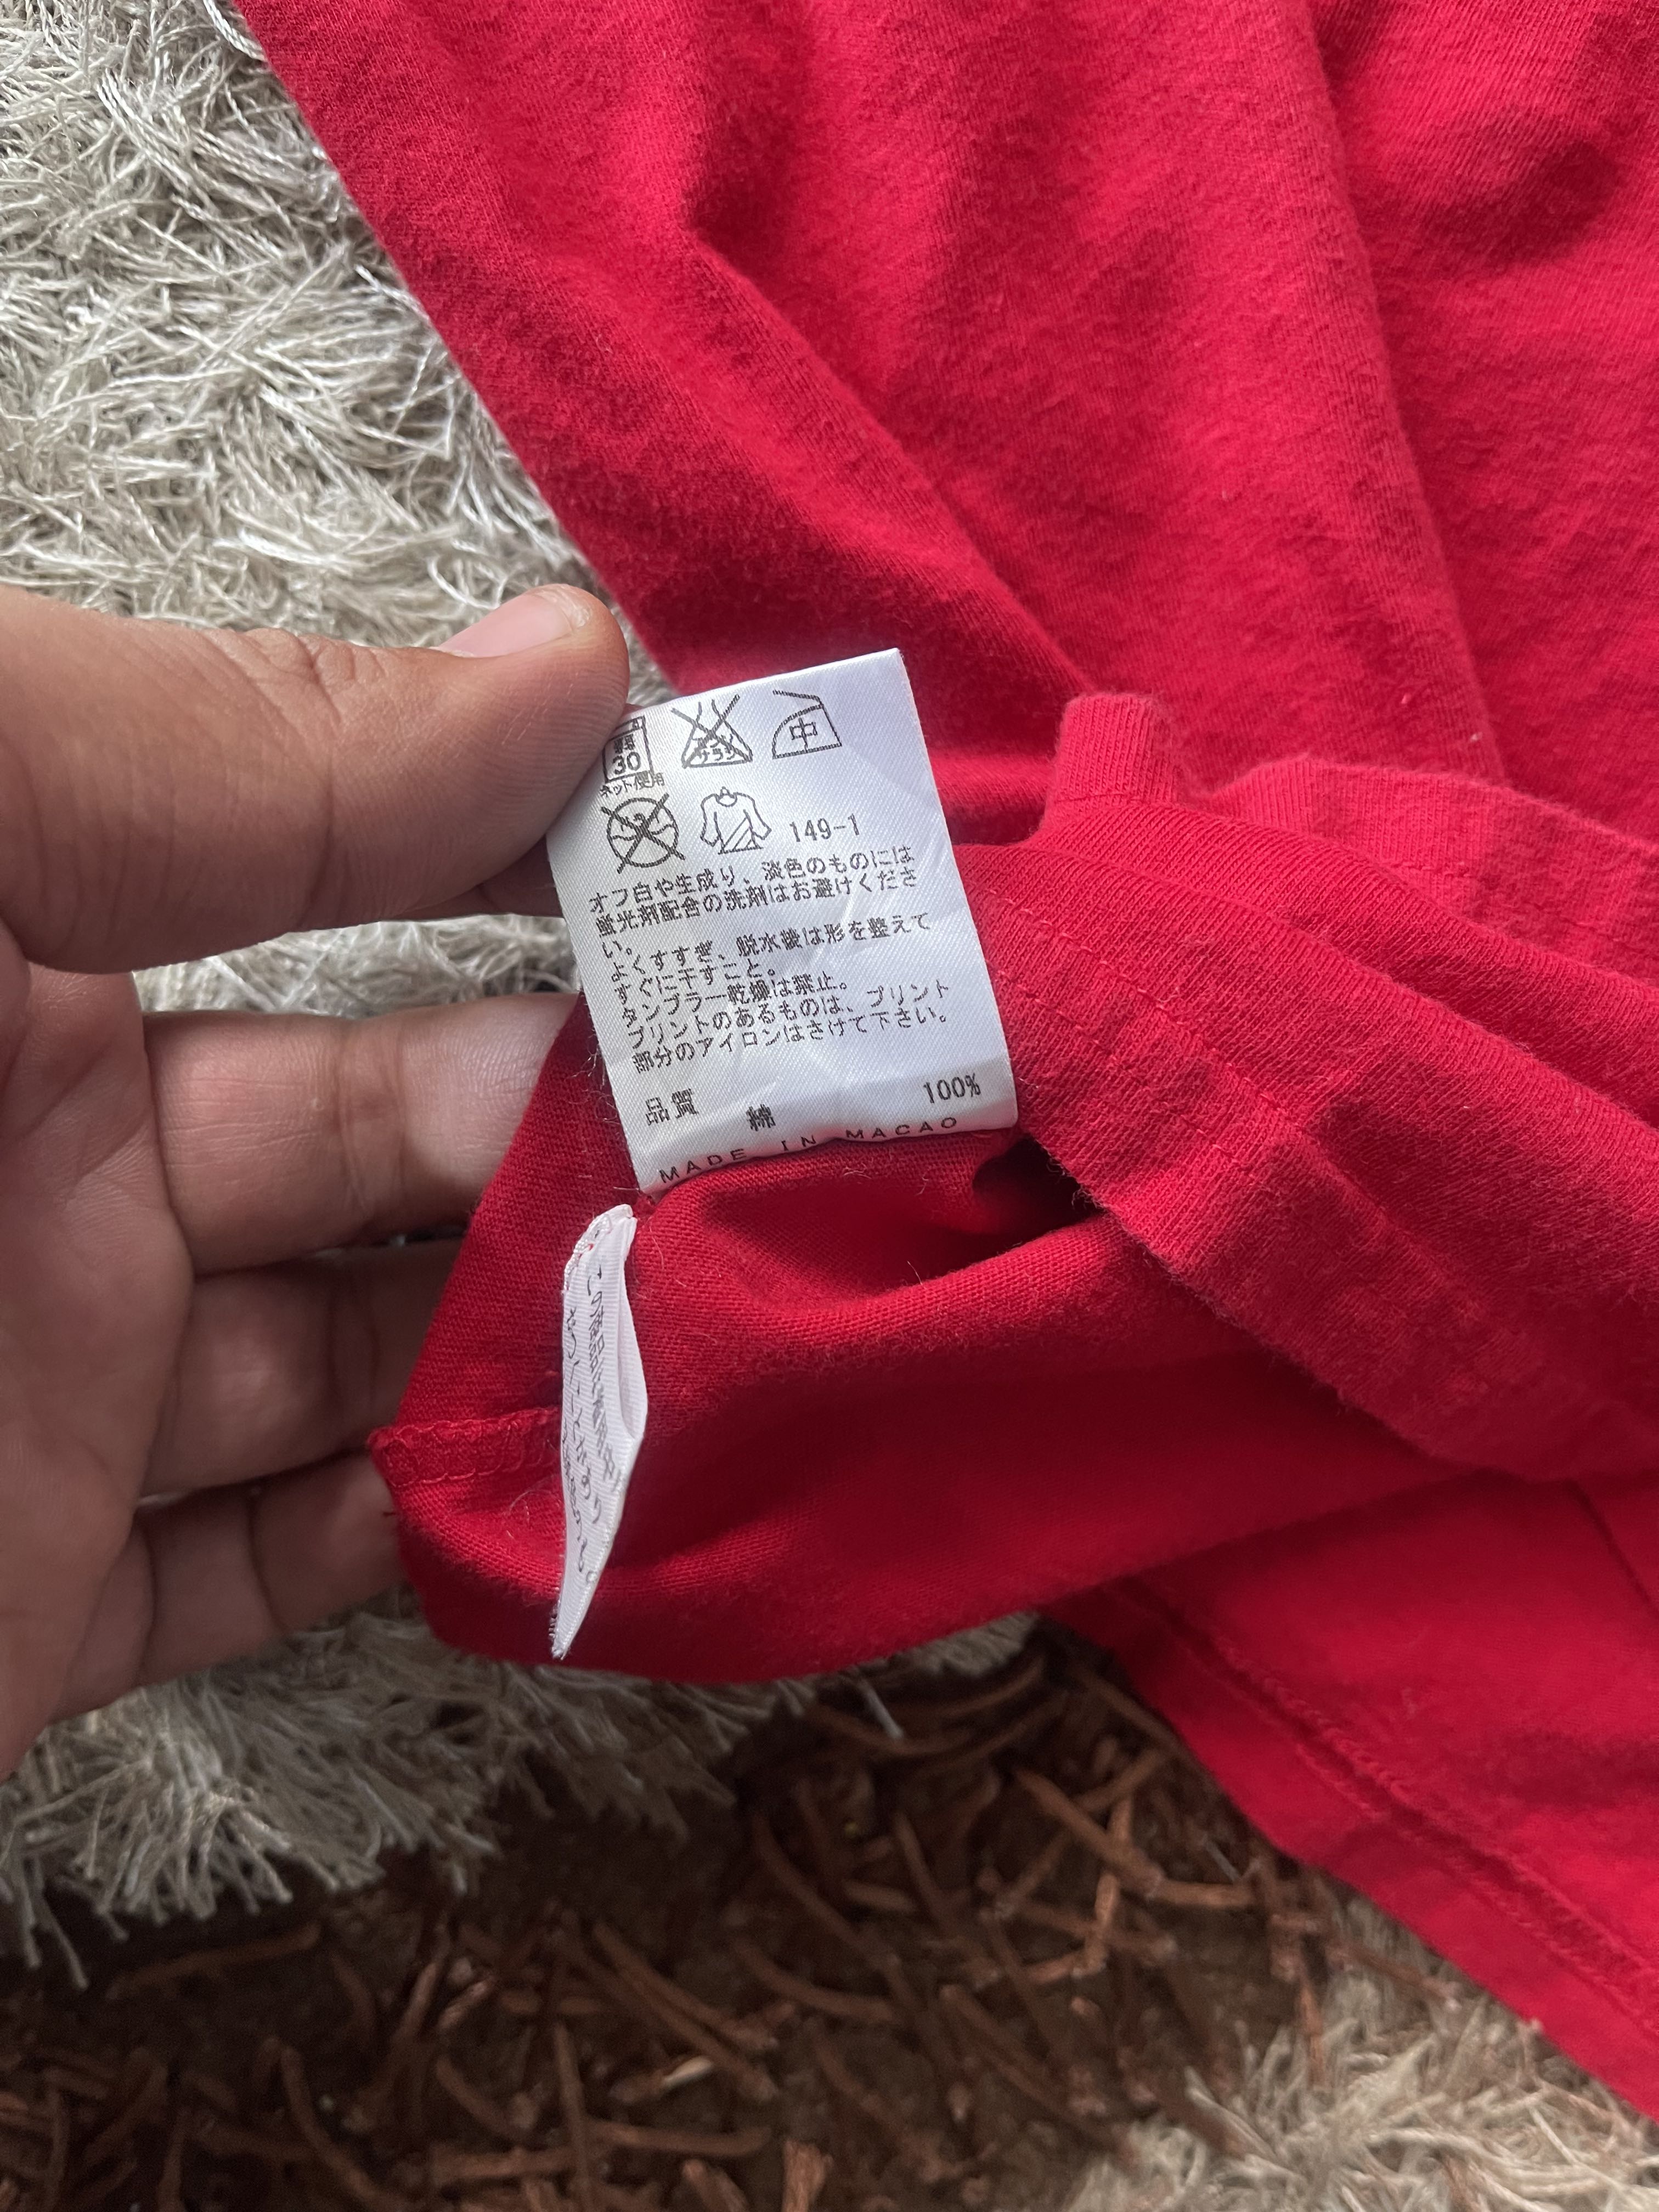 30
ネット使用
中
149-1
オフ白や生成り、淡色のものには
蛍光剤配合の洗剤はお避けくださ
い。
よくすすぎ、脱水後は形を整えて
すぐに干すこと。
タンブラー乾燥は禁止。
プリントのあるものは、プリント
部分のアイロンはさけて下さい。
品質 綿 100%
MADE IN MACAO